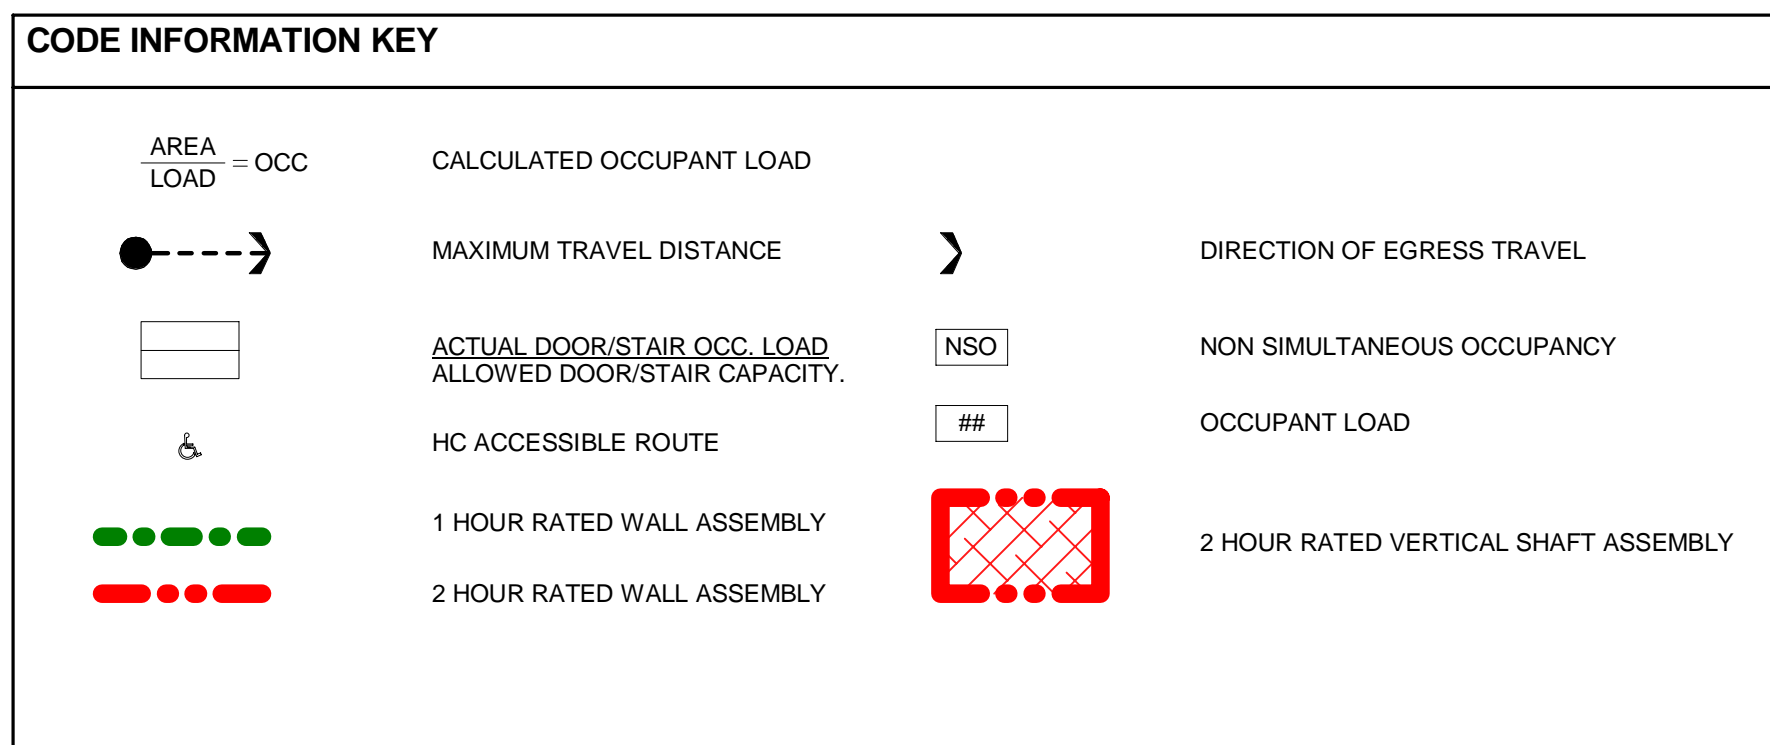 CODE INFORMATION KEY
AREA
LOAD
= OCC
CALCULATED OCCUPANT LOAD
MAXIMUM TRAVEL DISTANCE
DIRECTION OF EGRESS TRAVEL
ACTUAL DOOR/STAIR OCC. LOAD
ALLOWED DOOR/STAIR CAPACITY.
NSO
NON SIMULTANEOUS OCCUPANCY
HC ACCESSIBLE ROUTE
##
OCCUPANT LOAD
1 HOUR RATED WALL ASSEMBLY
2 HOUR RATED WALL ASSEMBLY
2 HOUR RATED VERTICAL SHAFT ASSEMBLY